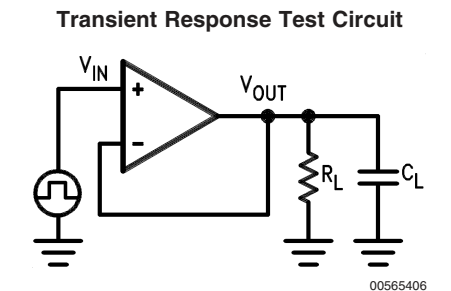 Transient Response Test Circuit
VIN
VOUT
+
-
RL
CL
00565406